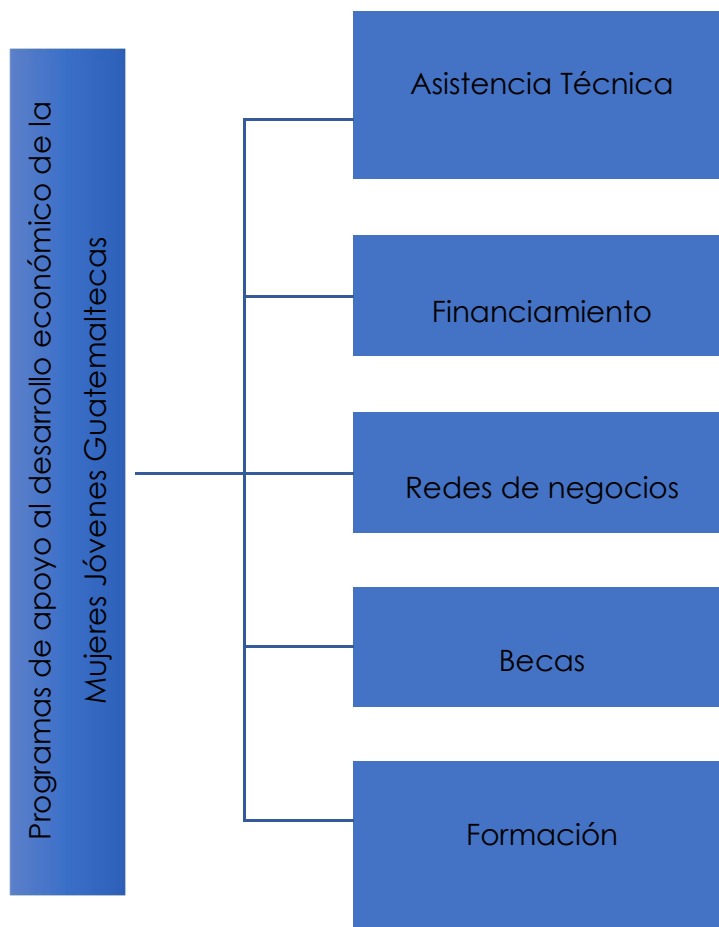 Programas de apoyo al desarrollo económico de la
Mujeres Jóvenes Guatemaltecas
Asistencia Técnica
Financiamiento
Redes de negocios
Becas
Formación